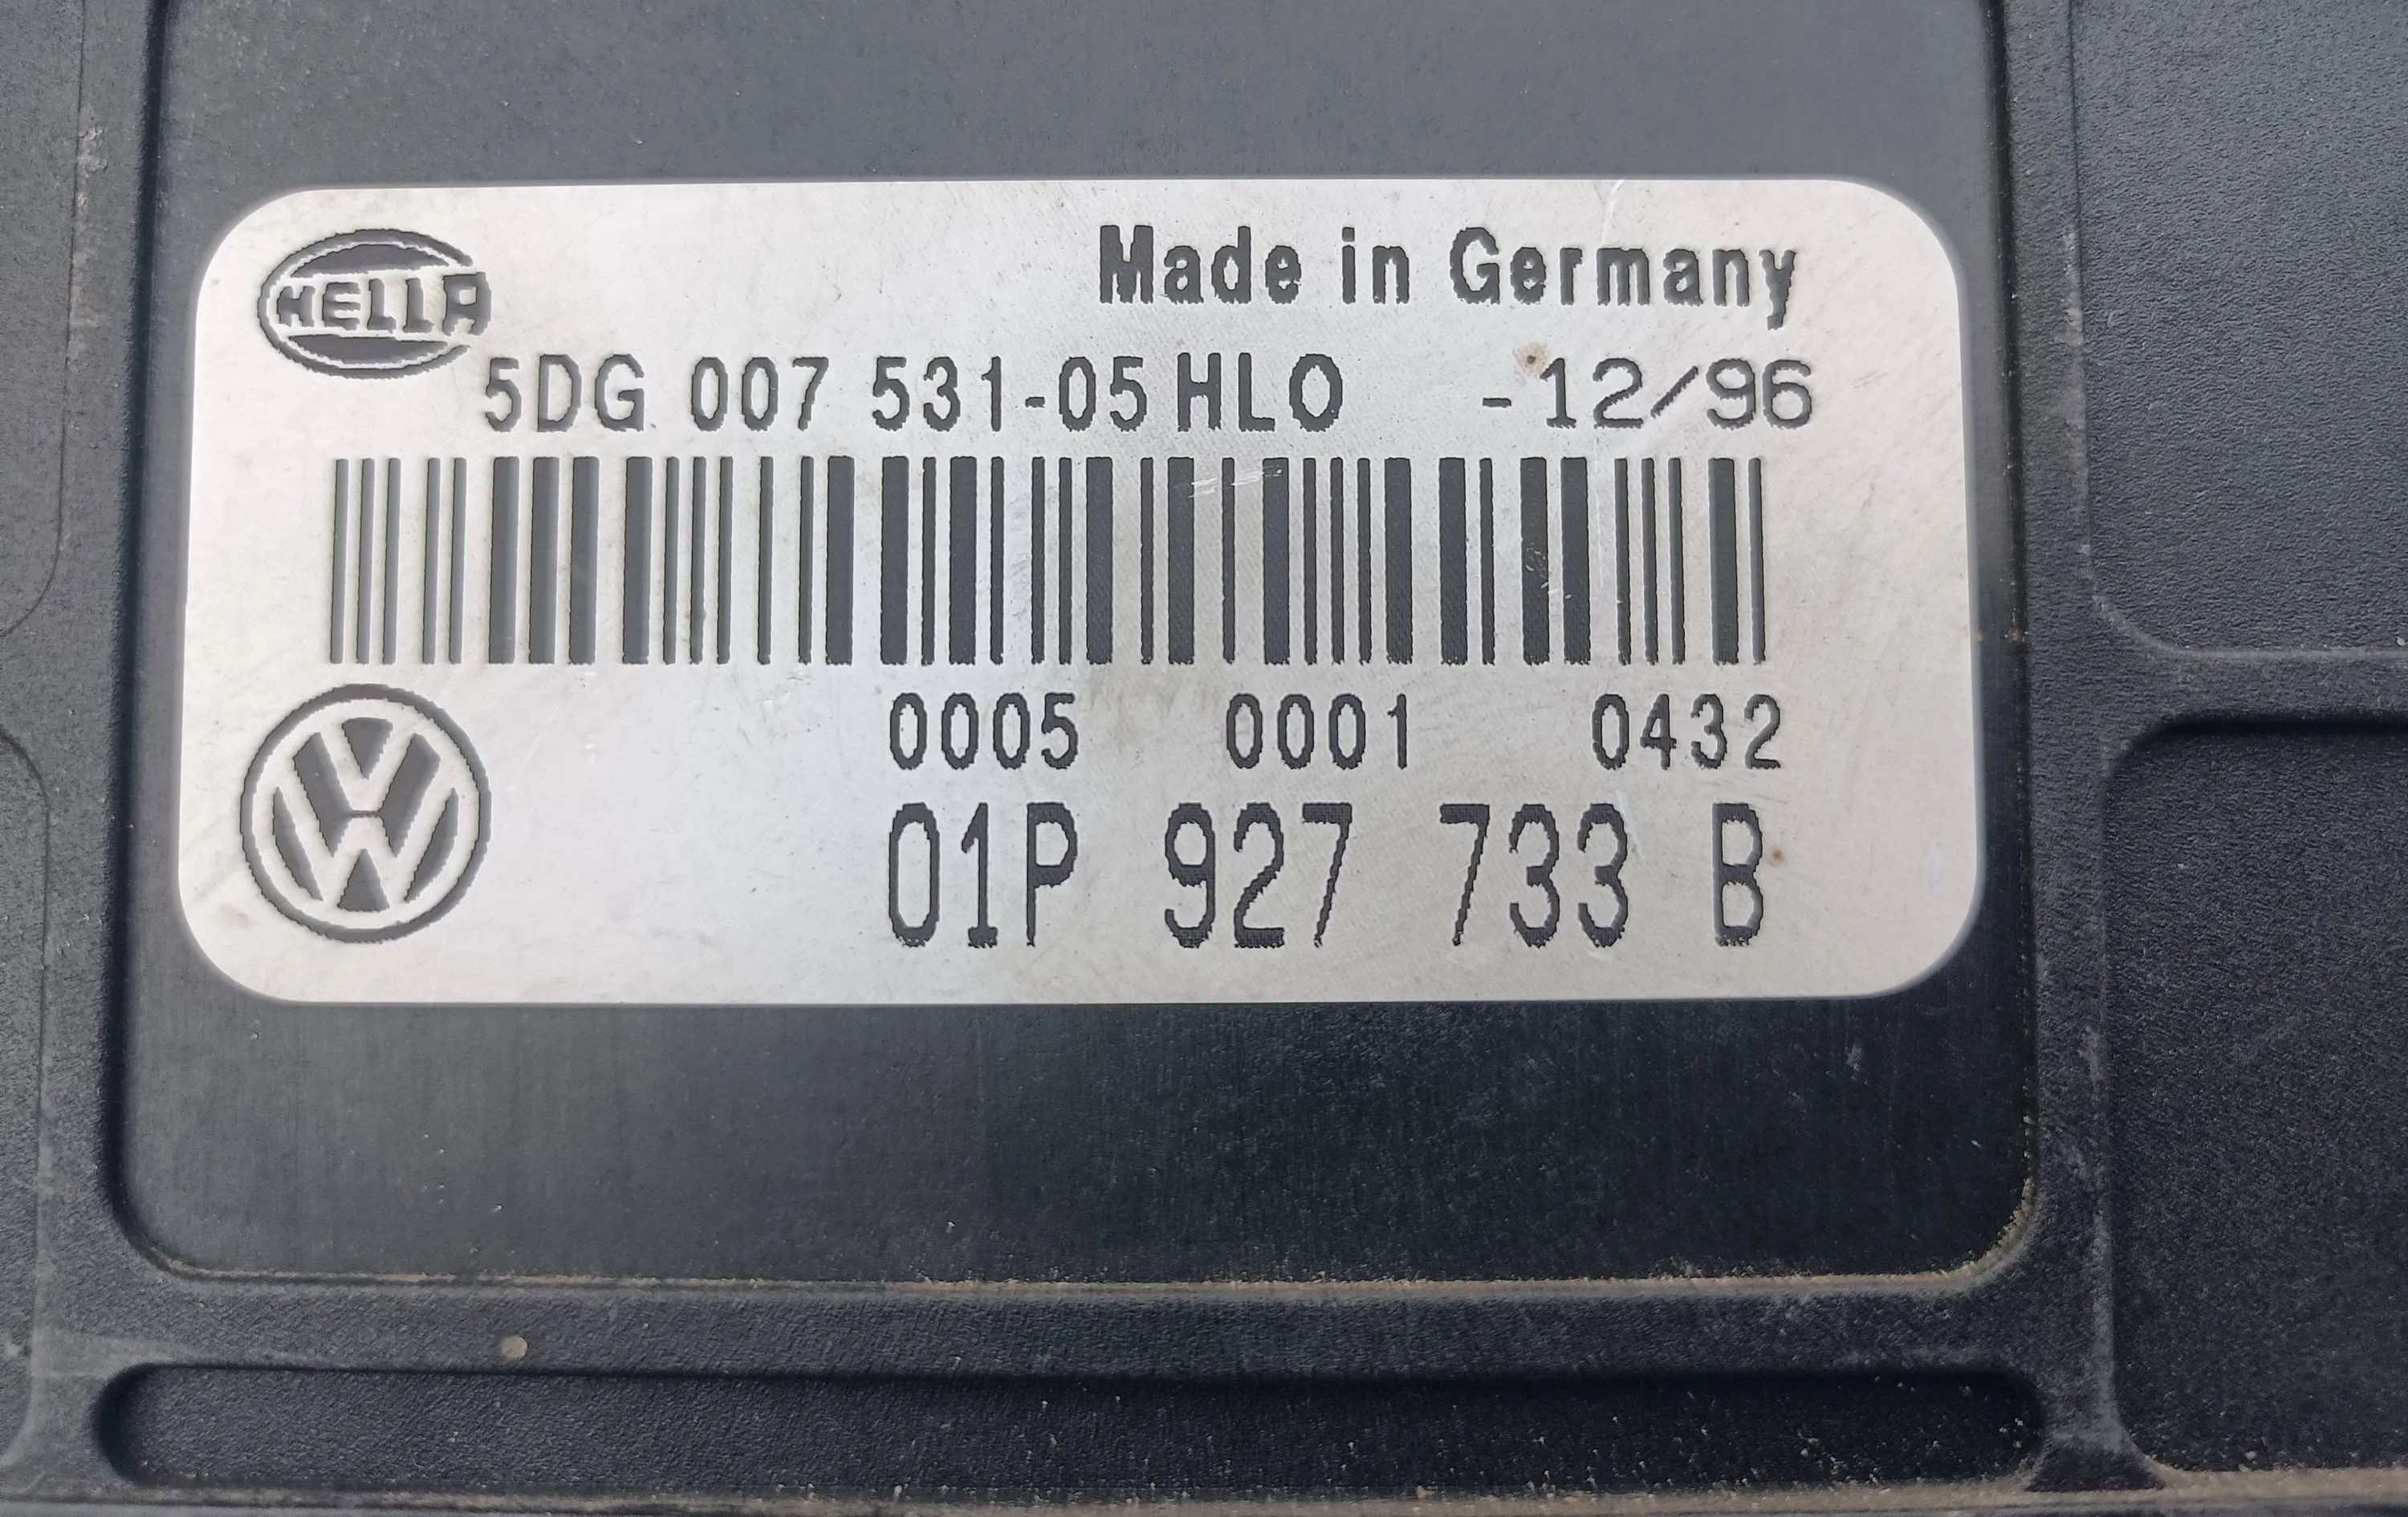 HELLA
Made in Germany
5DG 007 531-05 HLO -12/96
0005 0001 0432
01P 927 733 B